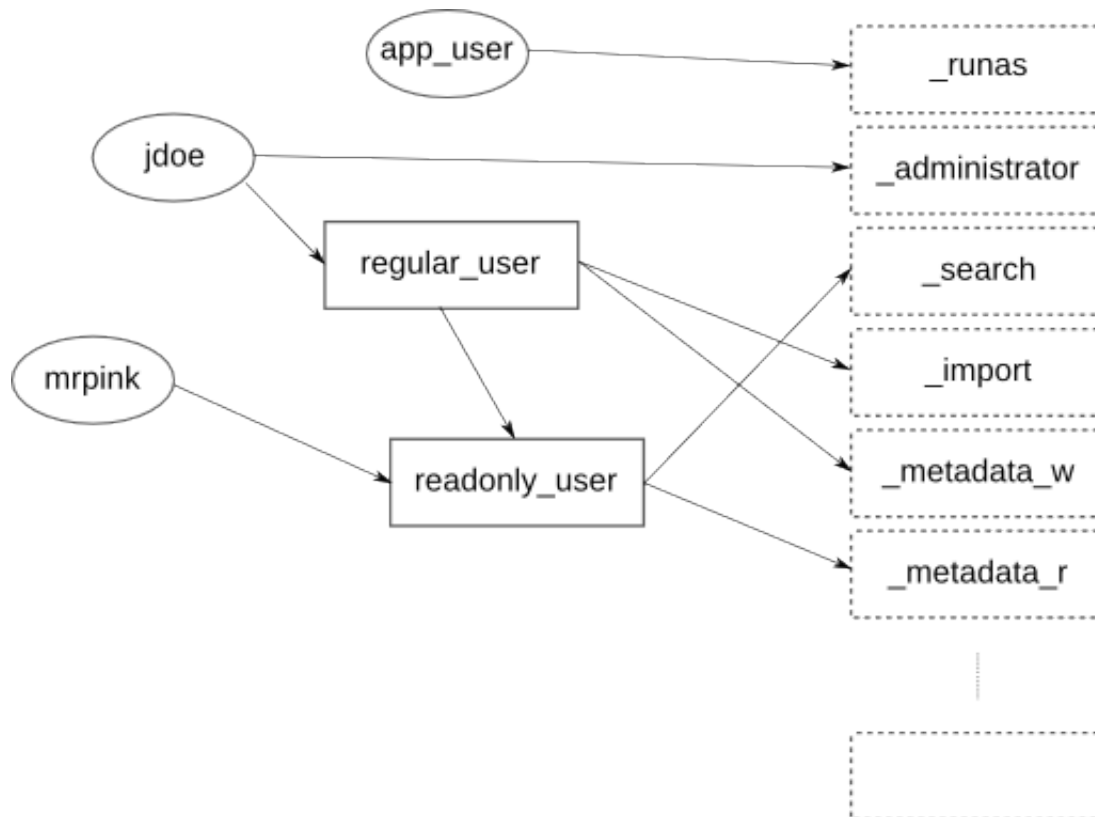 app_user
_runas
jdoe
_administrator
regular_user
_search
mrpink
_import
readonly_user
_metadata_w
_metadata_r